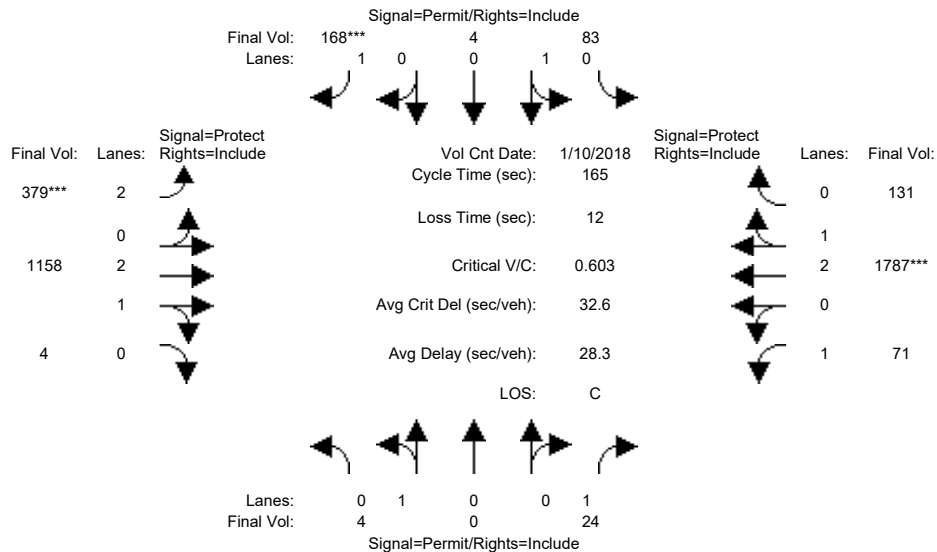 Signal=Permit/Rights=Include
Final Vol: 168*** 4 83
Lanes: 1 0 0 1 0
Signal=Protect Signal=Protect
Final Vol: Lanes: Rights=Include Vol Cnt Date: 1/10/2018 Rights=Include Lanes: Final Vol:
Cycle Time (sec): 165
379*** 2 0 131
Loss Time (sec): 12
0 1
1158 2 Critical V/C: 0.603 2 1787***
1 Avg Crit Del (sec/veh): 32.6 0
4 0 Avg Delay (sec/veh): 28.3 1 71
LOS: C
Lanes: 0 1 0 0 1
Final Vol: 4 0 24
Signal=Permit/Rights=Include